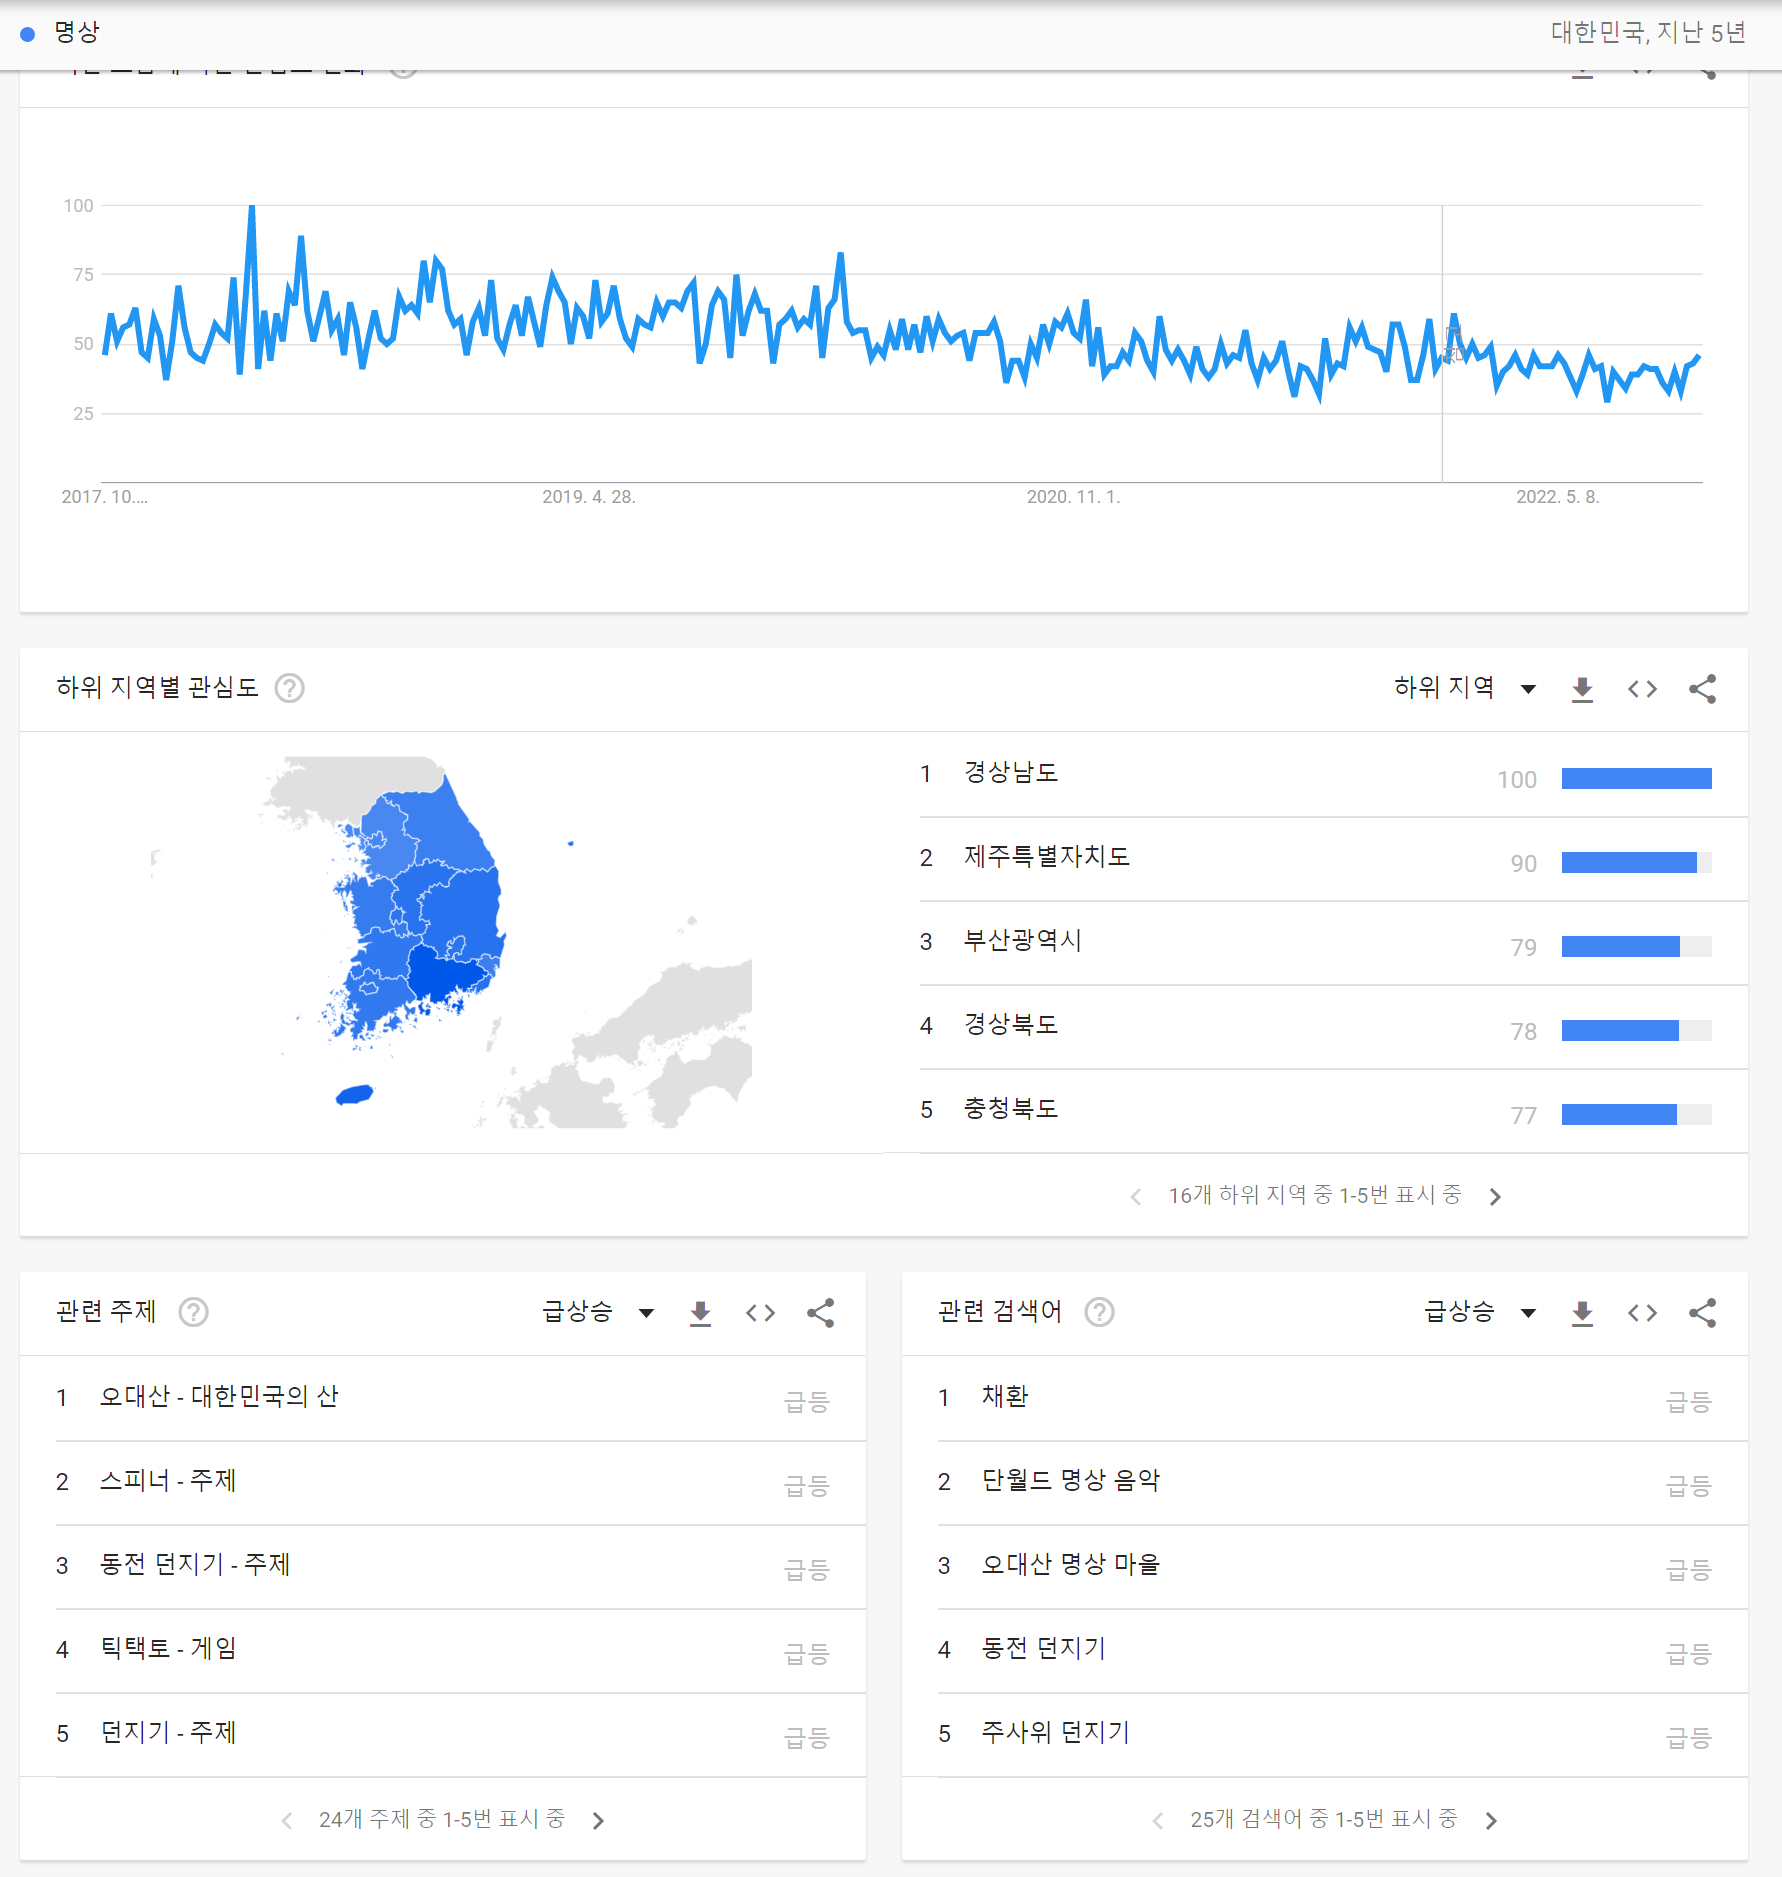 명상
대한민국, 지난 5년
100
75
50
25
2017. 10....
2019. 4. 28.
2020. 11. 1.
2022. 5. 8.
하위 지역별 관심도
하위 지역
1 경상남도 100
2 제주특별자치도 90
3 부산광역시 79
4 경상북도 78
5 충청북도 77
16개 하위 지역 중 1-5번 표시 중
관련 주제
급상승
1 오대산 - 대한민국의 산 급등
2 스피너 - 주제 급등
3 동전 던지기 - 주제 급등
4 틱택토 - 게임 급등
5 던지기 - 주제 급등
24개 주제 중 1-5번 표시 중
관련 검색어
급상승
1 채환 급등
2 단월드 명상 음악 급등
3 오대산 명상 마을 급등
4 동전 던지기 급등
5 주사위 던지기 급등
25개 검색어 중 1-5번 표시 중